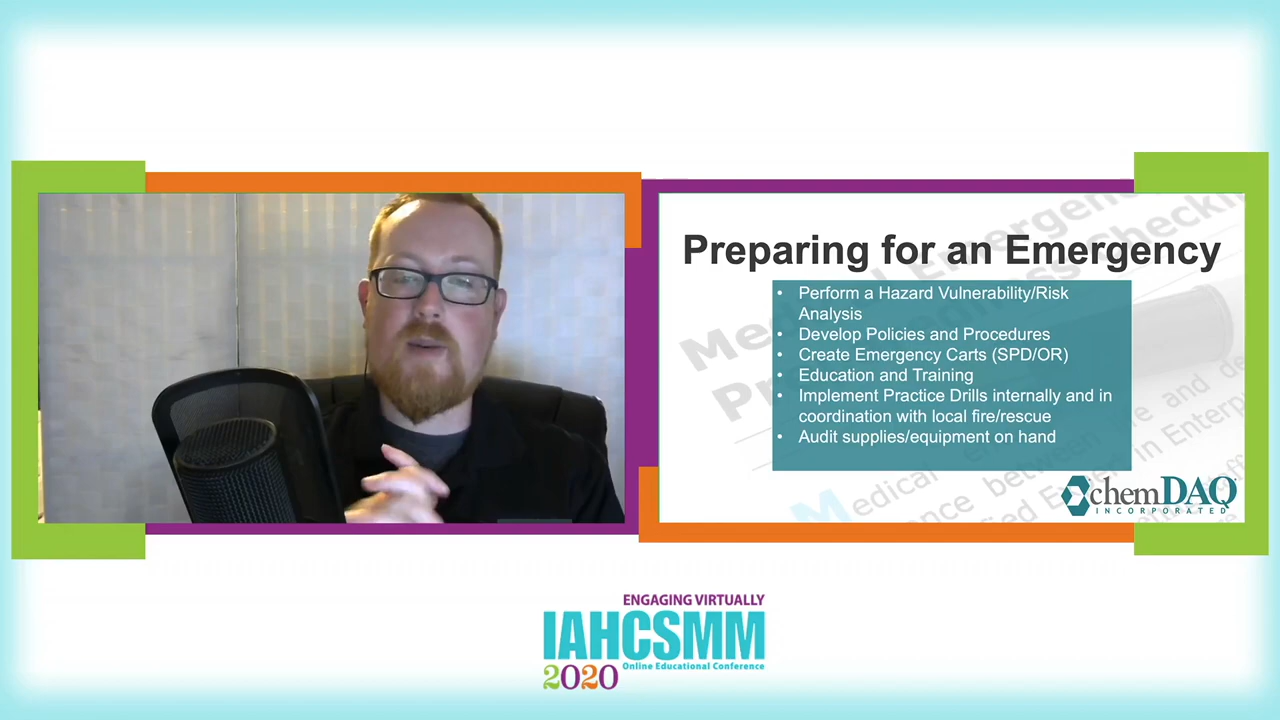 Preparing for an Emergency
• Perform a Hazard Vulnerability/Risk
Analysis
• Develop Policies and Procedures
• Create Emergency Carts (SPD/OR)
• Education and Training
• Implement Practice Drills internally and in
coordination with local fire/rescue
• Audit supplies/equipment on hand
chemDAQ
INCORPORATED
ENGAGING VIRTUALLY
IAHCSMM
2020 Online Educational Conference